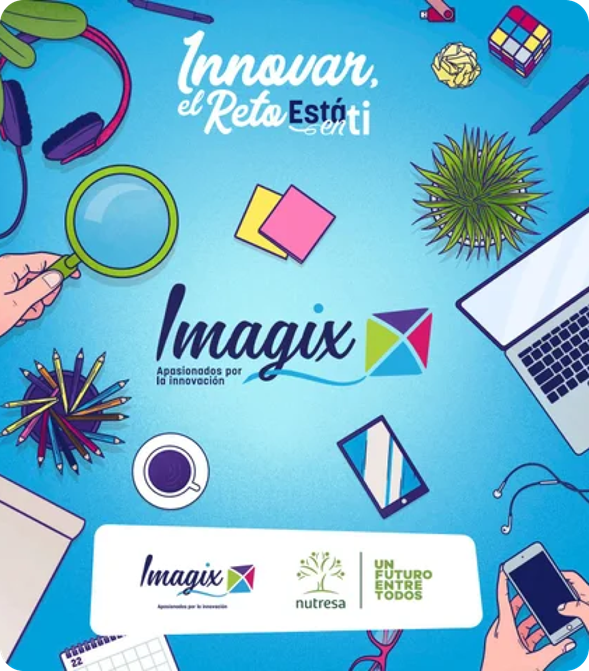 Innovar,
el Reto Está
en ti
Imagix
Apasionados por
la innovación
Imagix
Apasionados por la innovación
nutresa
UN
FUTURO
ENTRE
TODOS
22